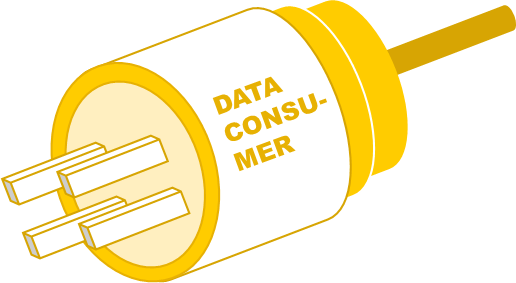 DATA
CONSU-
MER